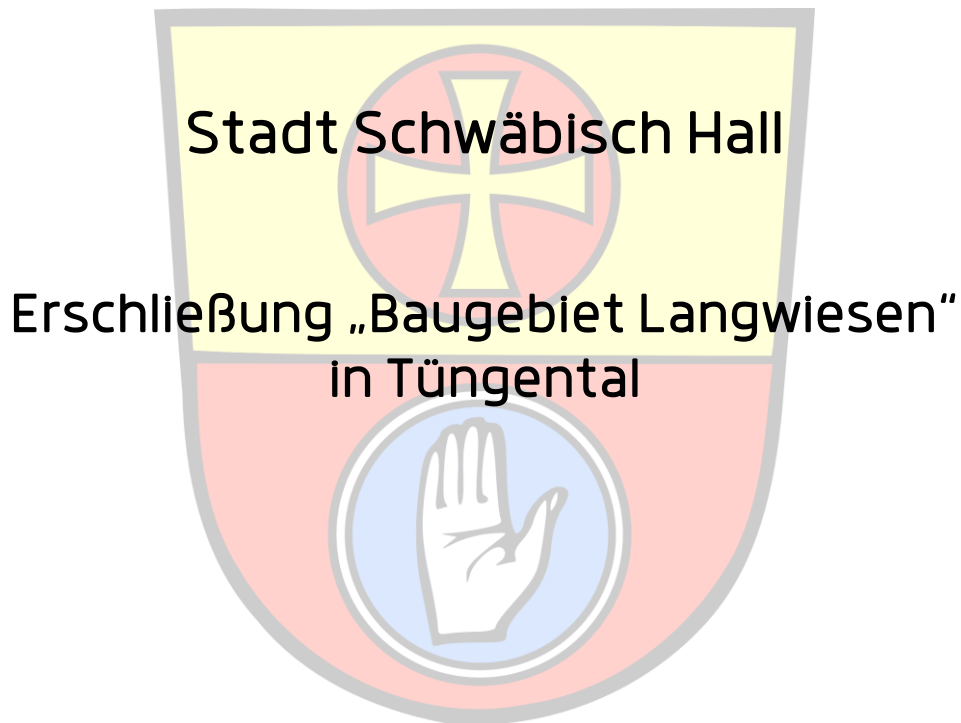 Stadt Schwäbisch Hall
Erschließung „Baugebiet Langwiesen“
in Tüngental